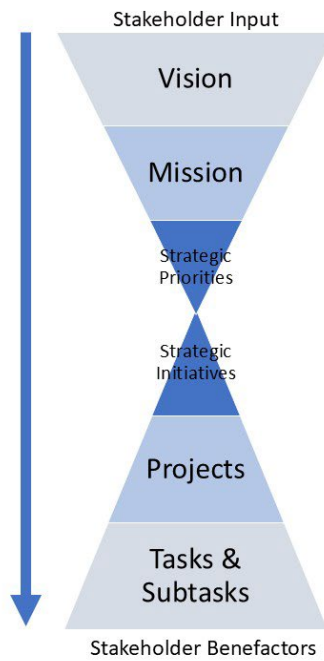 Stakeholder Input
Vision
Mission
Strategic
Priorities
Strategic
Initiatives
Projects
Tasks &
Subtasks
Stakeholder Benefactors